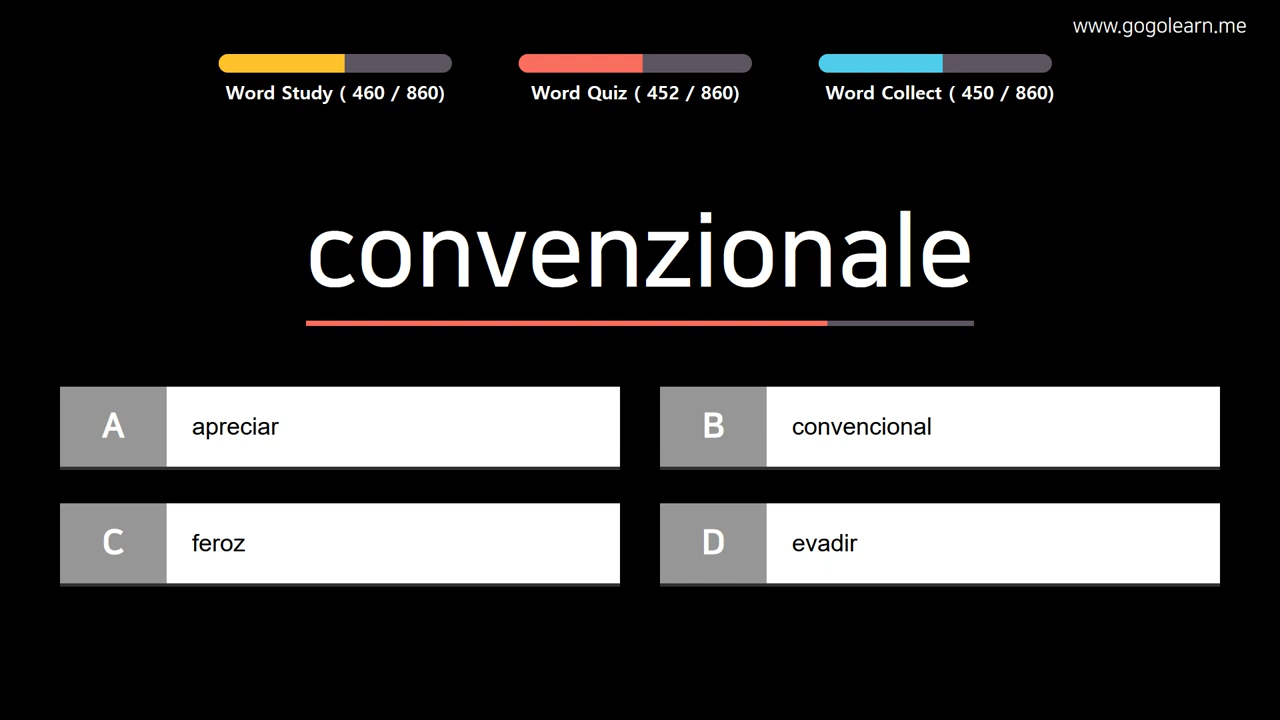 www.gogolearn.me
Word Study ( 460 / 860)
Word Quiz ( 452 / 860)
Word Collect ( 450 / 860)
convenzionale
A apreciar
B convencional
C feroz
D evadir